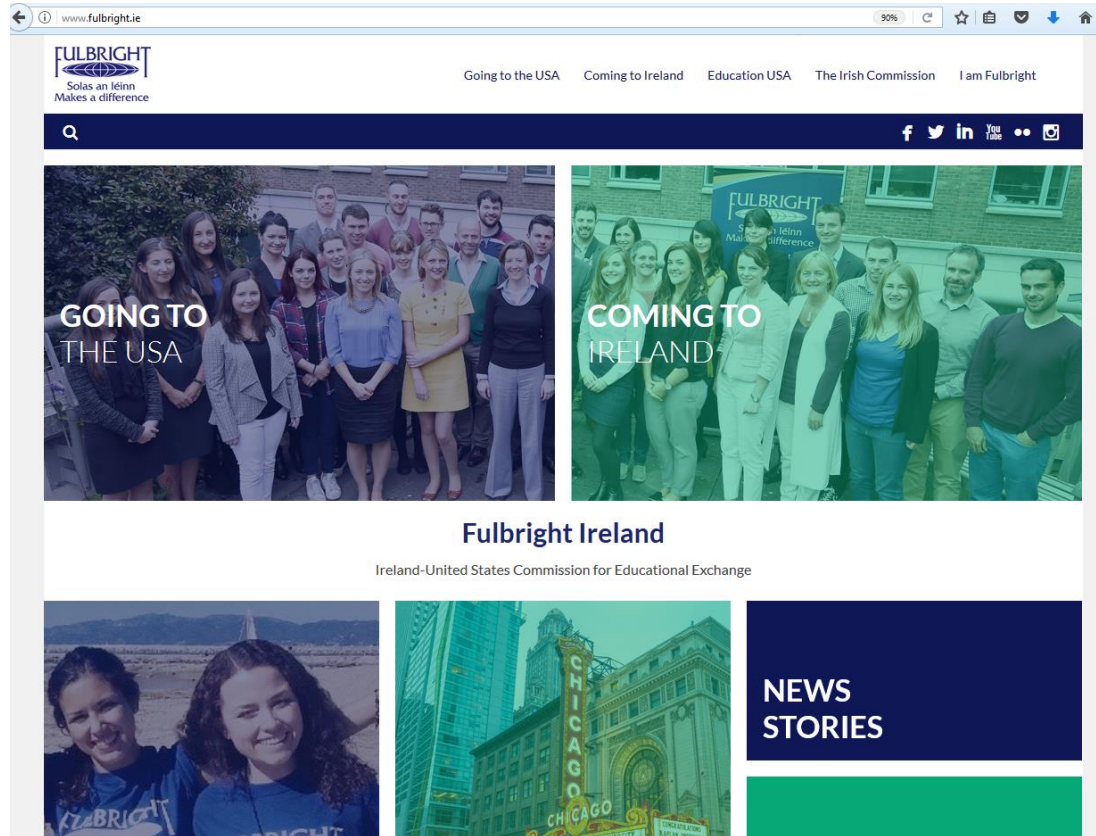 www.fulbright.ie
90%
FULBRIGHT
Solas an léinn
Makes a difference
Going to the USA
Coming to Ireland
Education USA
The Irish Commission
I am Fulbright
You
Tube
GOING TO
THE USA
FULBRIGHT
COMING TO
IRELAND
Fulbright Ireland
Ireland-United States Commission for Educational Exchange
CHICAGO
CHICAGO
NEWS
STORIES